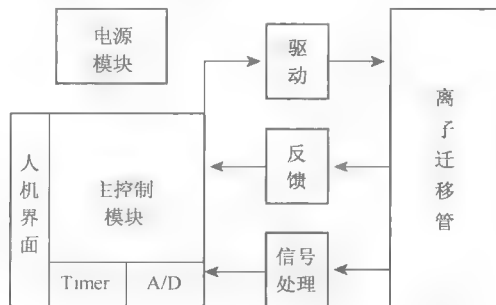 电源
模块
驱
动
离
子
迁
移
管
人
机
界
面
主控制
模块
反
馈
Timer
A/D
信号
处理